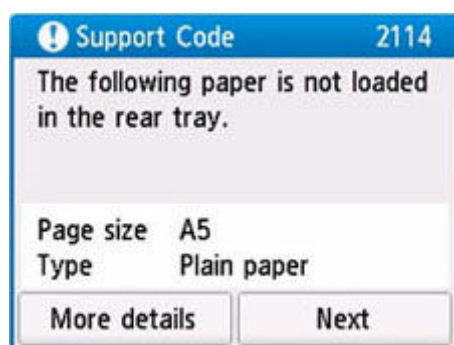 Support Code 2114
The following paper is not loaded
in the rear tray.
Page size A5
Type Plain paper
More details Next